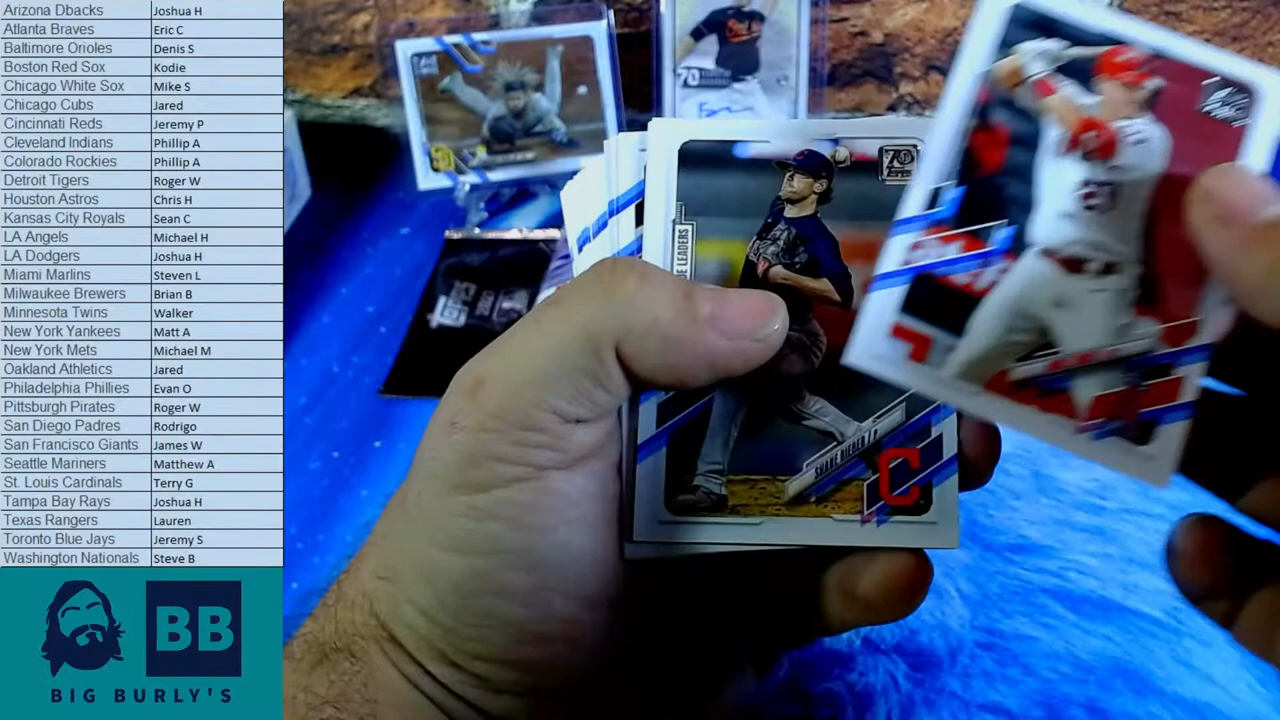 Arizona Dbacks Joshua H
Atlanta Braves Eric C
Baltimore Orioles Denis S
Boston Red Sox Kodie
Chicago White Sox Mike S
Chicago Cubs Jared
Cincinnati Reds Jeremy P
Cleveland Indians Phillip A
Colorado Rockies Phillip A
Detroit Tigers Roger W
Houston Astros Chris H
Kansas City Royals Sean C
LA Angels Michael H
LA Dodgers Joshua H
Miami Marlins Steven L
Milwaukee Brewers Brian B
Minnesota Twins Walker
New York Yankees Matt A
New York Mets Michael M
Oakland Athletics Jared
Philadelphia Phillies Evan O
Pittsburgh Pirates Roger W
San Diego Padres Rodrigo
San Francisco Giants James W
Seattle Mariners Matthew A
St. Louis Cardinals Terry G
Tampa Bay Rays Joshua H
Texas Rangers Lauren
Toronto Blue Jays Jeremy S
Washington Nationals Steve B
BB
BIG BURLY'S
70
70
UE LEADERS
SHANE BIEBER / P
C
27